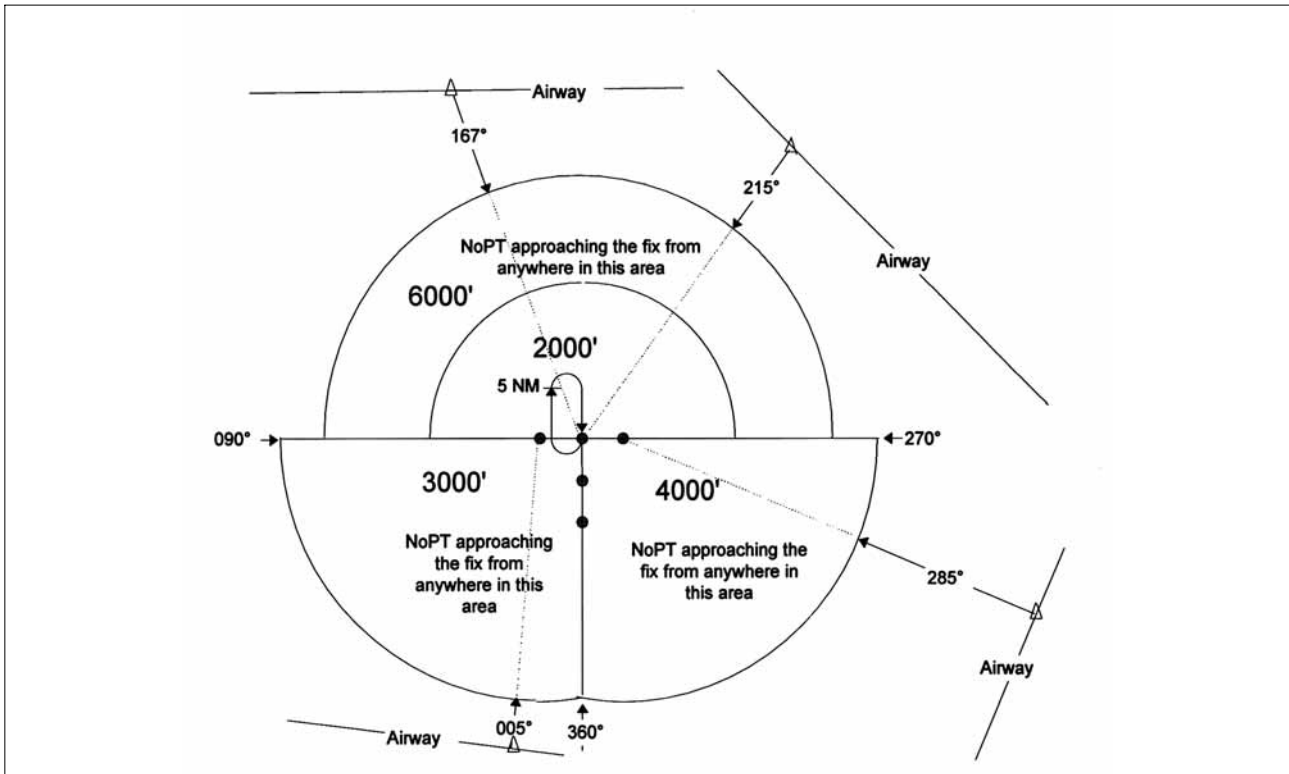 Airway
167°
215°
NoPT approaching the fix from
anywhere in this area
Airway
6000'
2000'
5 NM
090°
270°
3000'
4000'
NoPT approaching
the fix from
anywhere in this
area
NoPT approaching the
fix from anywhere in
this area
285°
Airway
005°
360°
Airway